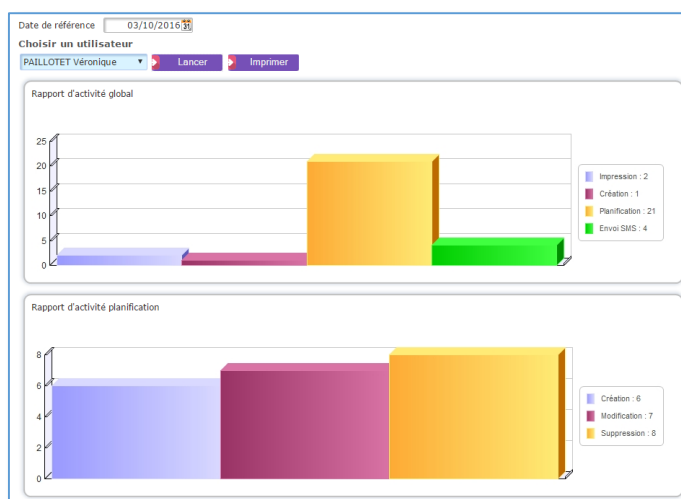 Date de référence 03/10/2016 31
Choisir un utilisateur
PAILLOTET Véronique Lancer Imprimer
Rapport d'activité global
25
20
15
10
5
0
Impression : 2
Création : 1
Planification : 21
Envoi SMS : 4
Rapport d'activité planification
8
6
4
2
0
Création : 6
Modification : 7
Suppression : 8